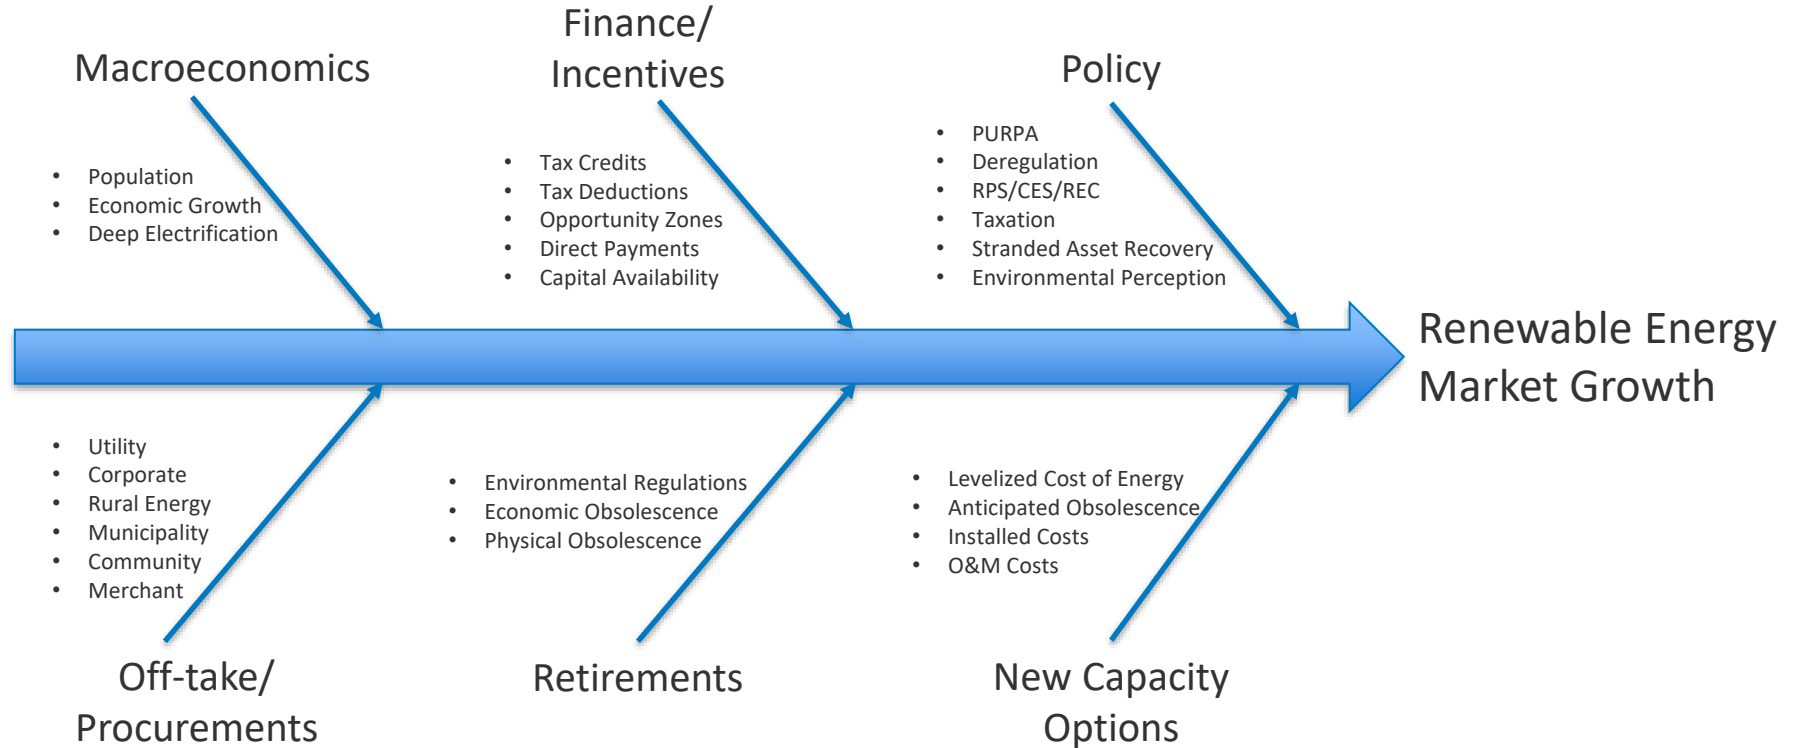 Macroeconomics
• Population
• Economic Growth
• Deep Electrification
Finance/
Incentives
• Tax Credits
• Tax Deductions
• Opportunity Zones
• Direct Payments
• Capital Availability
Policy
• PURPA
• Deregulation
• RPS/CES/REC
• Taxation
• Stranded Asset Recovery
• Environmental Perception
Renewable Energy
Market Growth
• Utility
• Corporate
• Rural Energy
• Municipality
• Community
• Merchant
Off-take/
Procurements
• Environmental Regulations
• Economic Obsolescence
• Physical Obsolescence
Retirements
• Levelized Cost of Energy
• Anticipated Obsolescence
• Installed Costs
• O&M Costs
New Capacity
Options